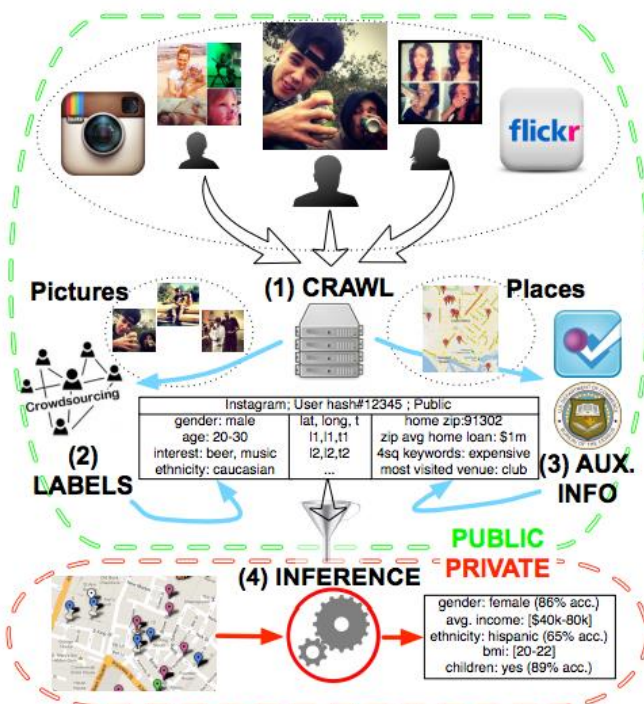 flickr
(1) CRAWL
Pictures
Places
Crowdsourcing
(2)
LABELS
Instagram; User hash#12345 ; Public
gender: male
age: 20-30
interest: beer, music
ethnicity: caucasian
lat, long, t
l1,l1,t1
l2,l2,t2
...
home zip:91302
zip avg home loan: $1m
4sq keywords: expensive
most visited venue: club
(3) AUX.
INFO
PUBLIC
PRIVATE
(4) INFERENCE
gender: female (86% acc.)
avg. income: [$40k-80k]
ethnicity: hispanic (65% acc.)
bmi: [20-22]
children: yes (89% acc.)